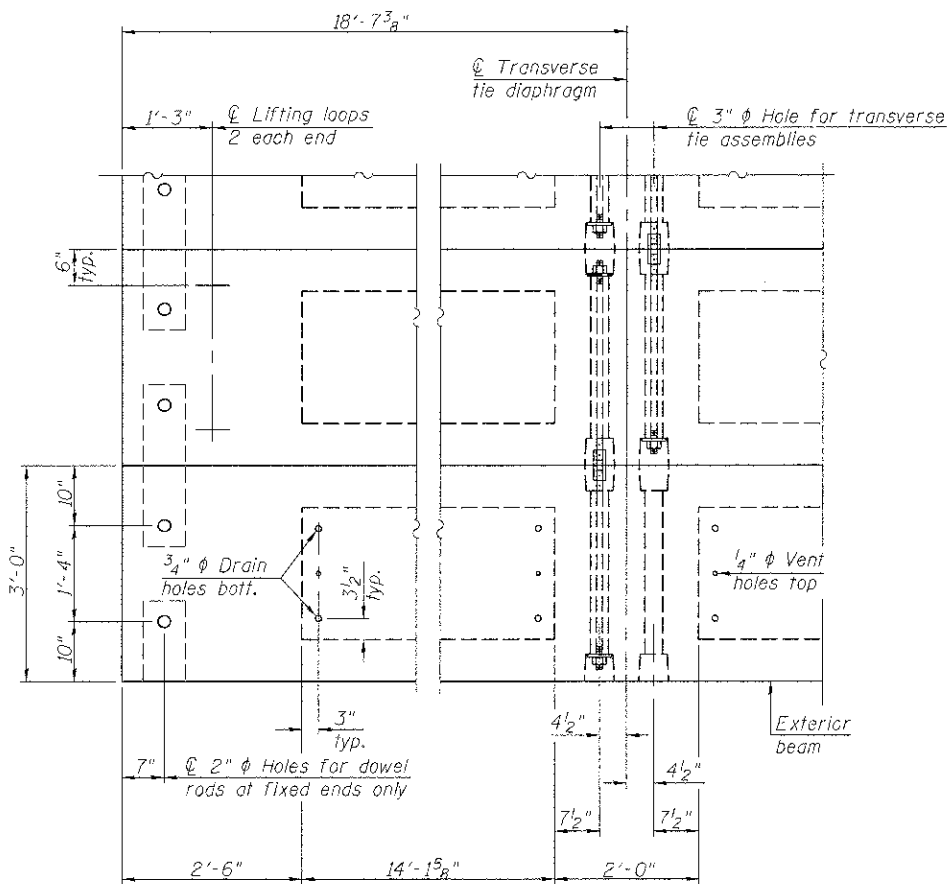 18'-7 3/8"
℄ Transverse
tie diaphragm
℄ Lifting loops
2 each end
1'-3"
℄ 3" ϕ Hole for transverse
tie assemblies
6"
typ.
3'-0"
10"
1'-4"
10"
3/4" ϕ Drain
holes bott.
3 1/2"
typ.
1/4" ϕ Vent
holes top
3"
typ.
4 1/2"
Exterior
beam
7"
℄ 2" ϕ Holes for dowel
rods at fixed ends only
4 1/2"
7 1/2"
7 1/2"
2'-6"
14'-1 5/8"
2'-0"